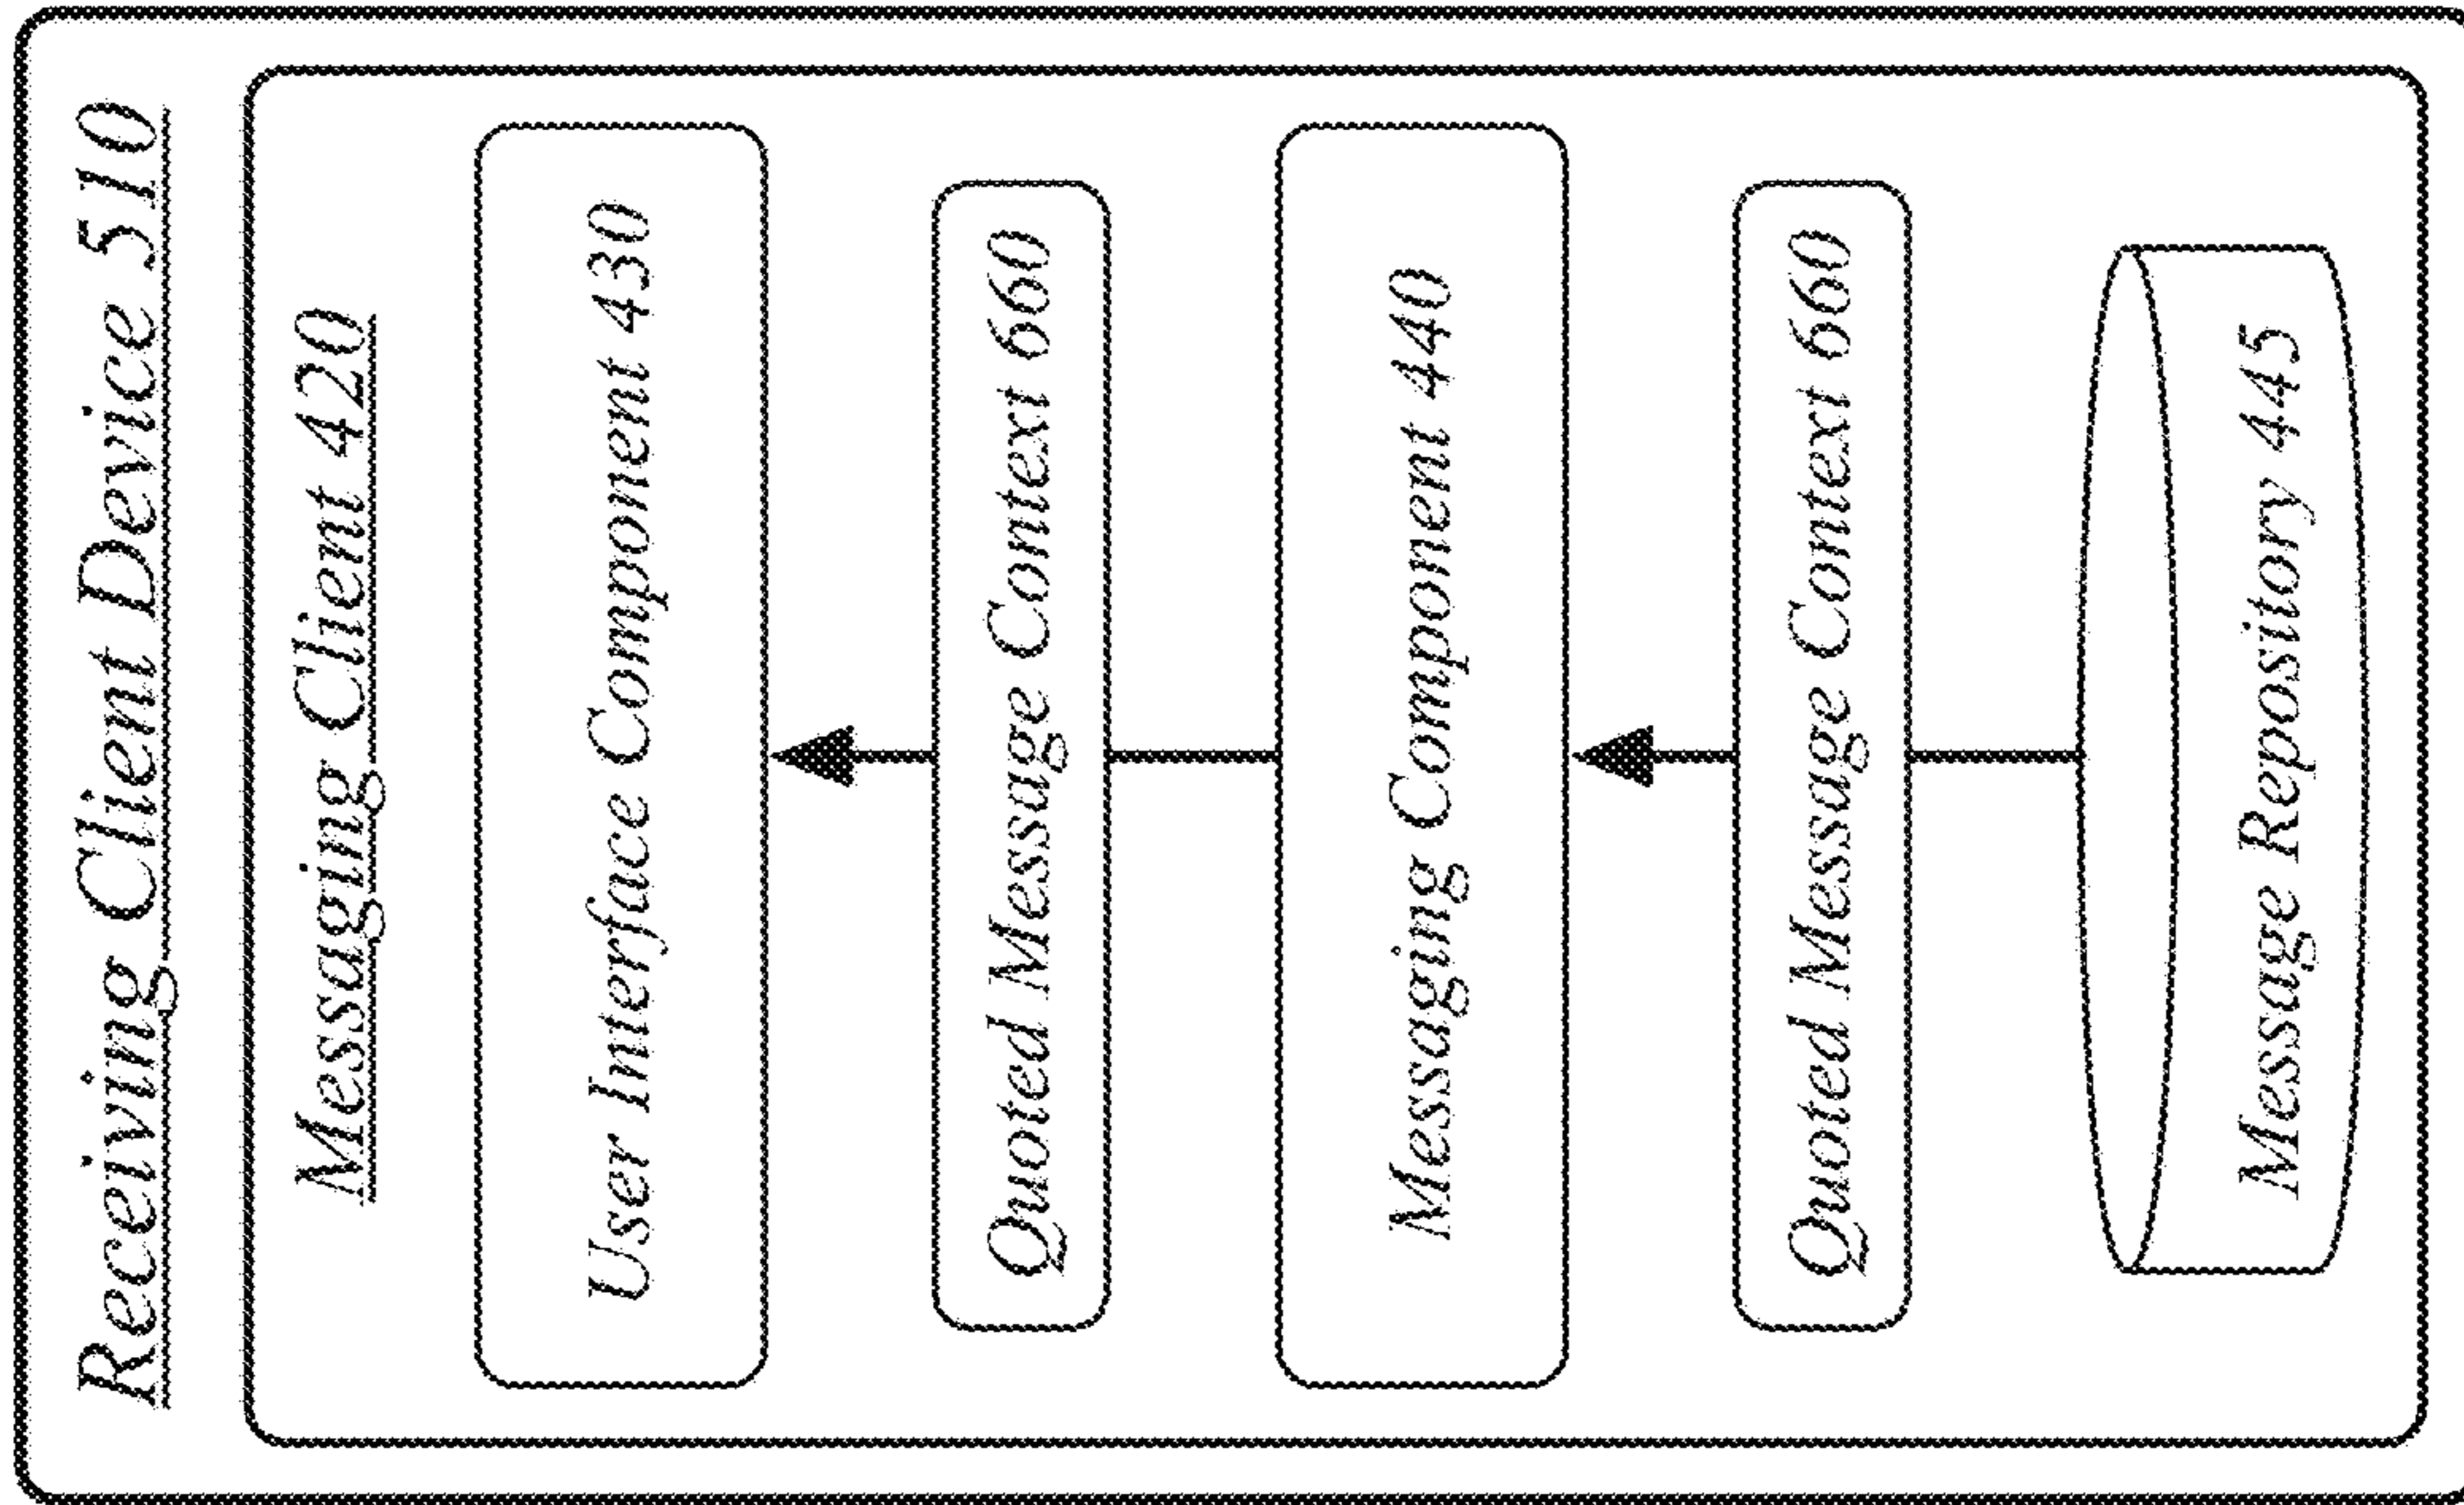 Receiving Client Device 510
Messaging Client 420
User Interface Component 430
Quoted Message Context 660
Messaging Component 440
Quoted Message Context 660
Message Repository 445